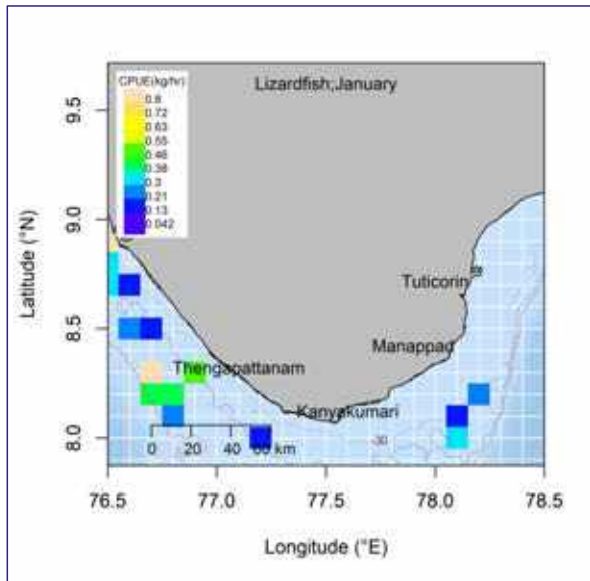 Lizardfish;January
CPUE(kg/hr)
0.8
0.72
0.63
0.55
0.46
0.38
0.3
0.21
0.13
0.042
9.5
9.0
8.5
8.0
Latitude (°N)
Tuticorin
Manappad
Thengapattanam
Kanyakumari
-30
0 20 40 60 km
76.5 77.0 77.5 78.0 78.5
Longitude (°E)